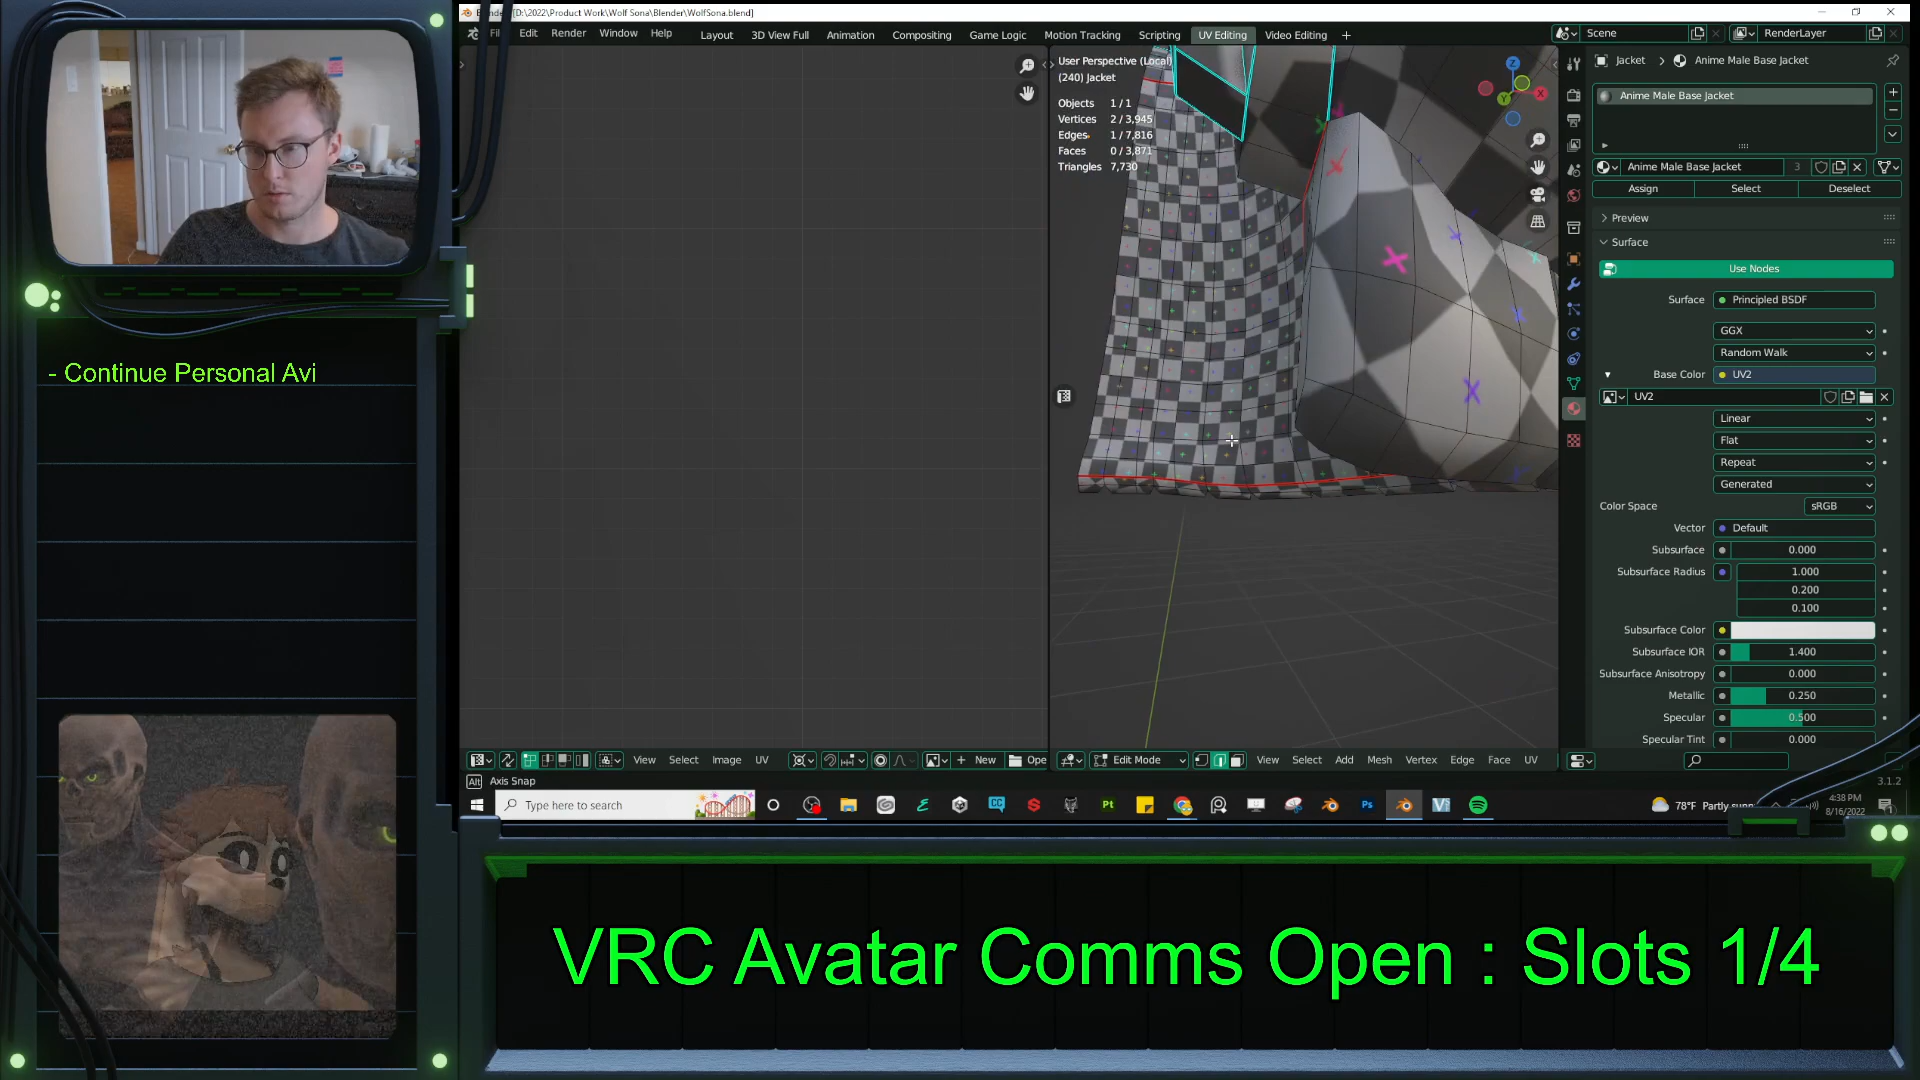 [D:\2022\Product Work\Wolf Sona\Blender\WolfSona.blend]
Edit Render Window Help
Layout 3D View Full Animation Compositing Game Logic Motion Tracking Scripting UV Editing Video Editing +
Scene
RenderLayer
User Perspective (Local)
(240) Jacket
Objects 1/1
Vertices 2/3,945
Edges 1/7,816
Faces 0/3,871
Triangles 7,730
Z
Y
X
Jacket > Anime Male Base Jacket
Anime Male Base Jacket
Anime Male Base Jacket 3
Assign Select Deselect
Preview
Surface
Use Nodes
Surface Principled BSDF
GGX
Random Walk
Base Color UV2
UV2
Linear
Flat
Repeat
Generated
Color Space sRGB
Vector Default
Subsurface 0.000
Subsurface Radius 1.000
0.200
0.100
Subsurface Color
Subsurface IOR 1.400
Subsurface Anisotropy 0.000
Metallic 0.250
Specular 0.500
Specular Tint 0.000
- Continue Personal Avi
View Select Image UV
+ New
Ope
Edit Mode
View Select Add Mesh Vertex Edge Face UV
Alt Axis Snap
3.1.2
Type here to search
CC
Pt
Ps
78°F Partly sunn
4:38 PM
8/16/2022
VRC Avatar Comms Open : Slots 1/4